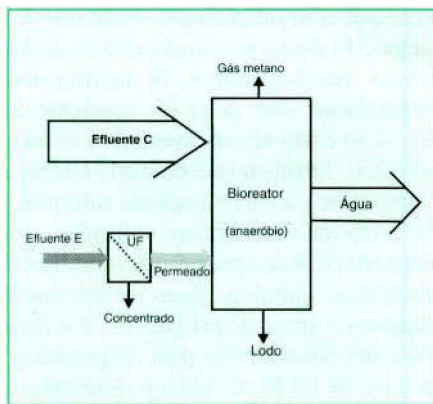 Gás metano
Efluente C
Bioreator
(anaeróbio)
Água
Efluente E
UF
Permeado
Concentrado
Lodo